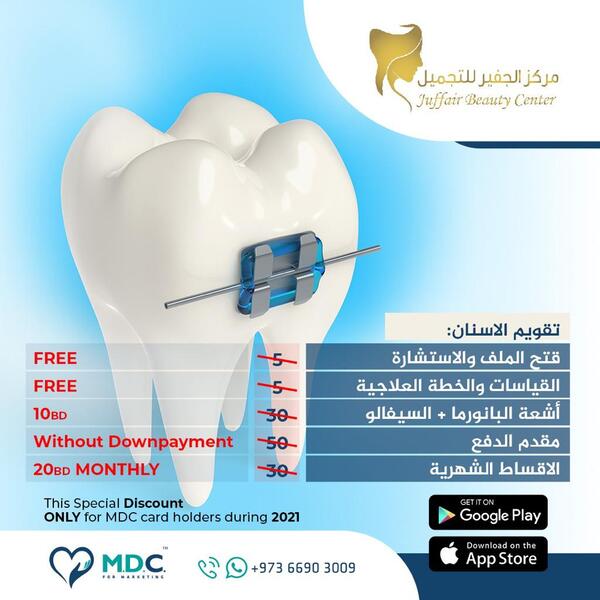 مركز الجفير للتجميل
Juffair Beauty Center
تقويم الاسنان:
FREE 5 قتح الملف والاستشارة
FREE 5 القياسات والخطة العلاجية
10BD 30 أشعة البانورما + السيفالو
Without Downpayment 50 مقدم الدفع
20BD MONTHLY 30 الاقساط الشهرية
This Special Discount
ONLY for MDC card holders during 2021
GET IT ON
Google Play
Download on the
App Store
M.D.C. TM
FOR MARKETING
+973 6690 3009